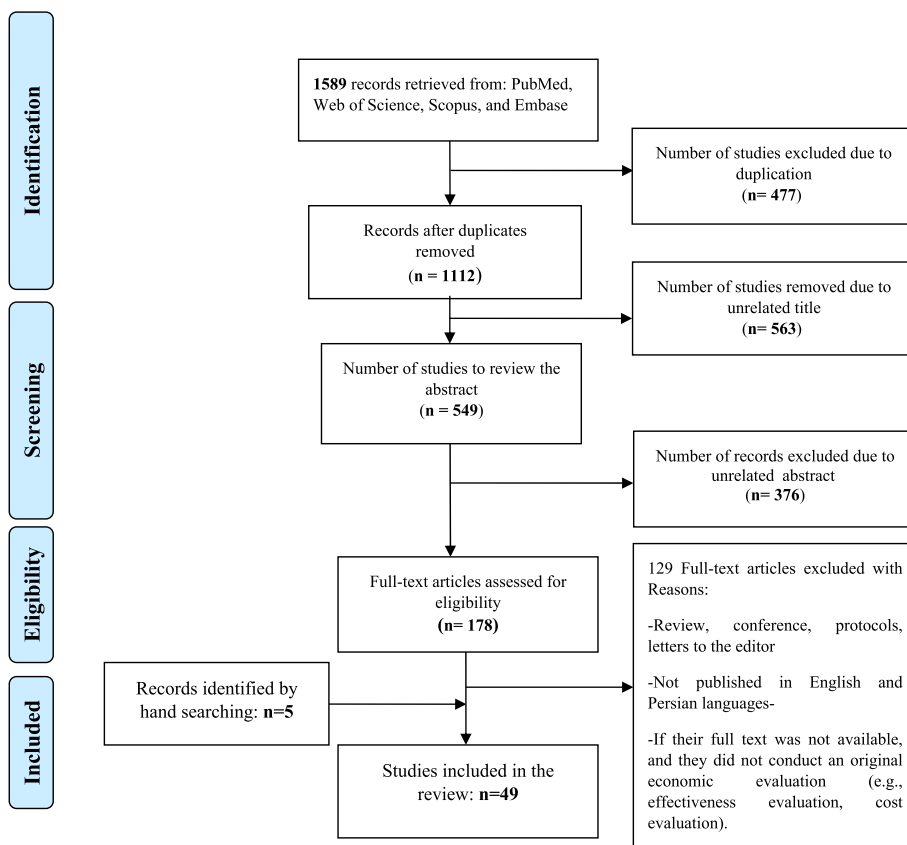 Identification
1589 records retrieved from: PubMed,
Web of Science, Scopus, and Embase
Number of studies excluded due to
duplication
(n= 477)
Records after duplicates
removed
(n = 1112)
Number of studies removed due to
unrelated title
(n= 563)
Screening
Number of studies to review the
abstract
(n = 549)
Number of records excluded due to
unrelated abstract
(n= 376)
Eligibility
Full-text articles assessed for
eligibility
(n= 178)
129 Full-text articles excluded with
Reasons:
-Review, conference, protocols,
letters to the editor
-Not published in English and
Persian languages-
-If their full text was not available,
and they did not conduct an original
economic evaluation (e.g.,
effectiveness evaluation, cost
evaluation).
Included
Records identified by
hand searching: n=5
Studies included in the
review: n=49